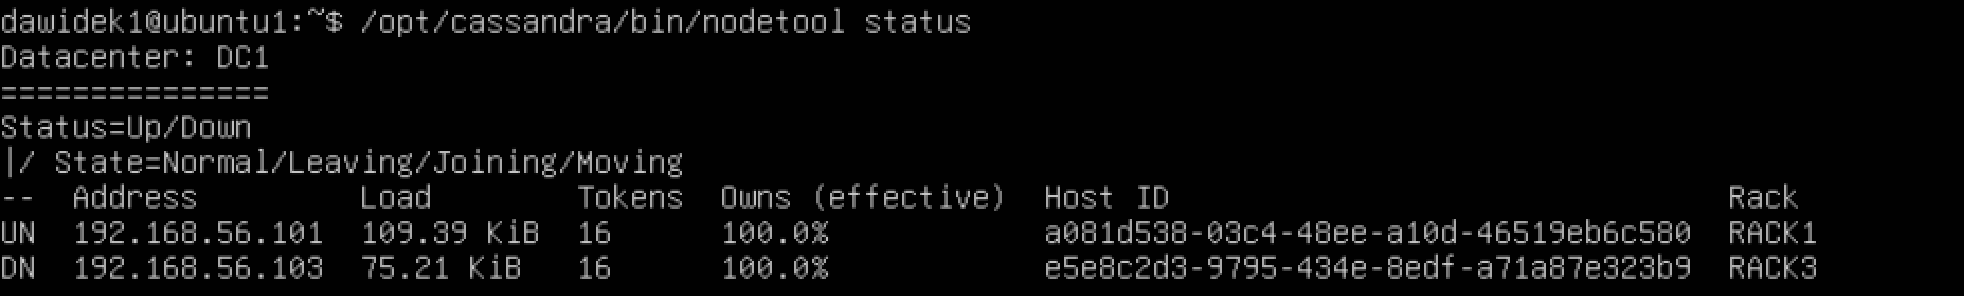 dawidek1@ubuntu1:~$ /opt/cassandra/bin/nodetool status
Datacenter: DC1
===============
Status=Up/Down
|/ State=Normal/Leaving/Joining/Moving
--  Address         Load        Tokens  Owns (effective)  Host ID                               Rack
UN  192.168.56.101  109.39 KiB  16      100.0%            a081d538-03c4-48ee-a10d-46519eb6c580  RACK1
DN  192.168.56.103  75.21 KiB   16      100.0%            e5e8c2d3-9795-434e-8edf-a71a87e323b9  RACK3